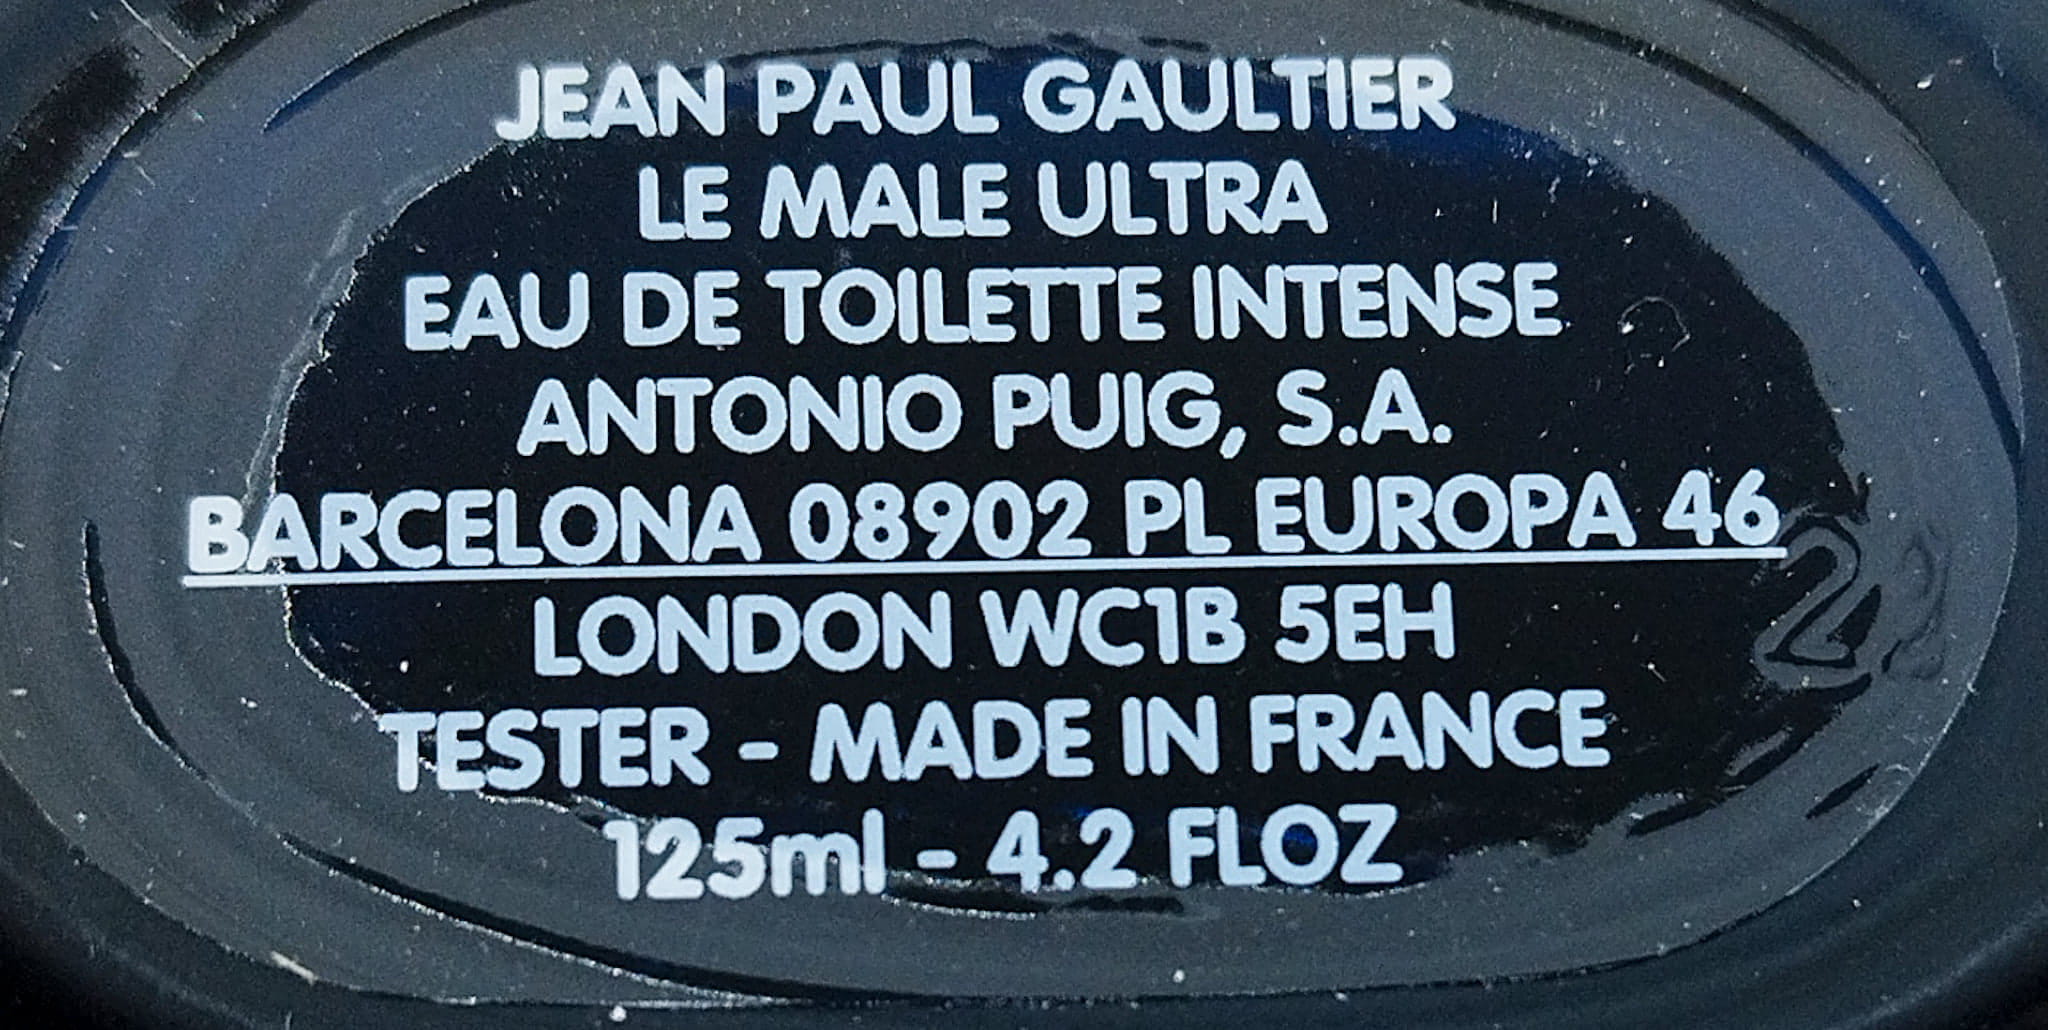 JEAN PAUL GAULTIER
LE MALE ULTRA
EAU DE TOILETTE INTENSE
ANTONIO PUIG, S.A.
BARCELONA 08902 PL EUROPA 46
LONDON WC1B 5EH
TESTER - MADE IN FRANCE
125ml - 4.2 FLOZ